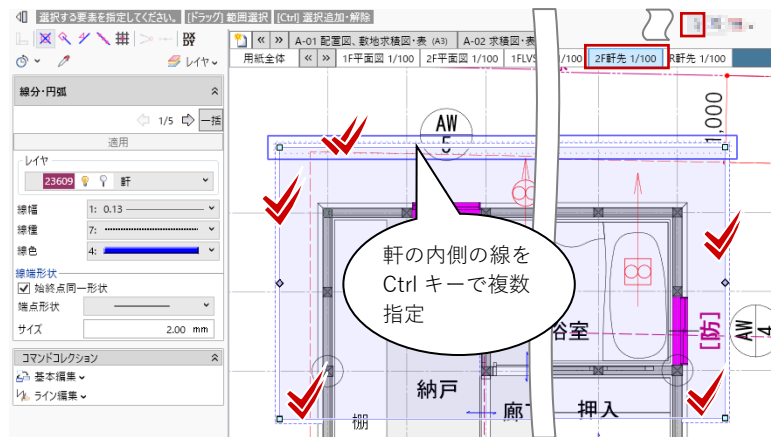 選択する要素を指定してください。 [ドラッグ] 範囲選択 [Ctrl] 選択追加・解除
A-01 配置図、敷地求積図・表 (A3) A-02 求積図・表
レイヤ
用紙全体 1F平面図 1/100 2F平面図 1/100 1FLVS 1/100 2F軒先 1/100 R軒先 1/100
線分・円弧
1/5 一括
適用
レイヤ
23609 軒
線幅 1: 0.13
線種 7:
線色 4:
線端形状
始終点同一形状
端点形状
サイズ 2.00 mm
コマンドコレクション
基本編集
ライン編集
1,000
AW
5
軒の内側の線を
Ctrl キーで複数
指定
浴室
[防]
AW
4
納戸
廊下
押入
棚